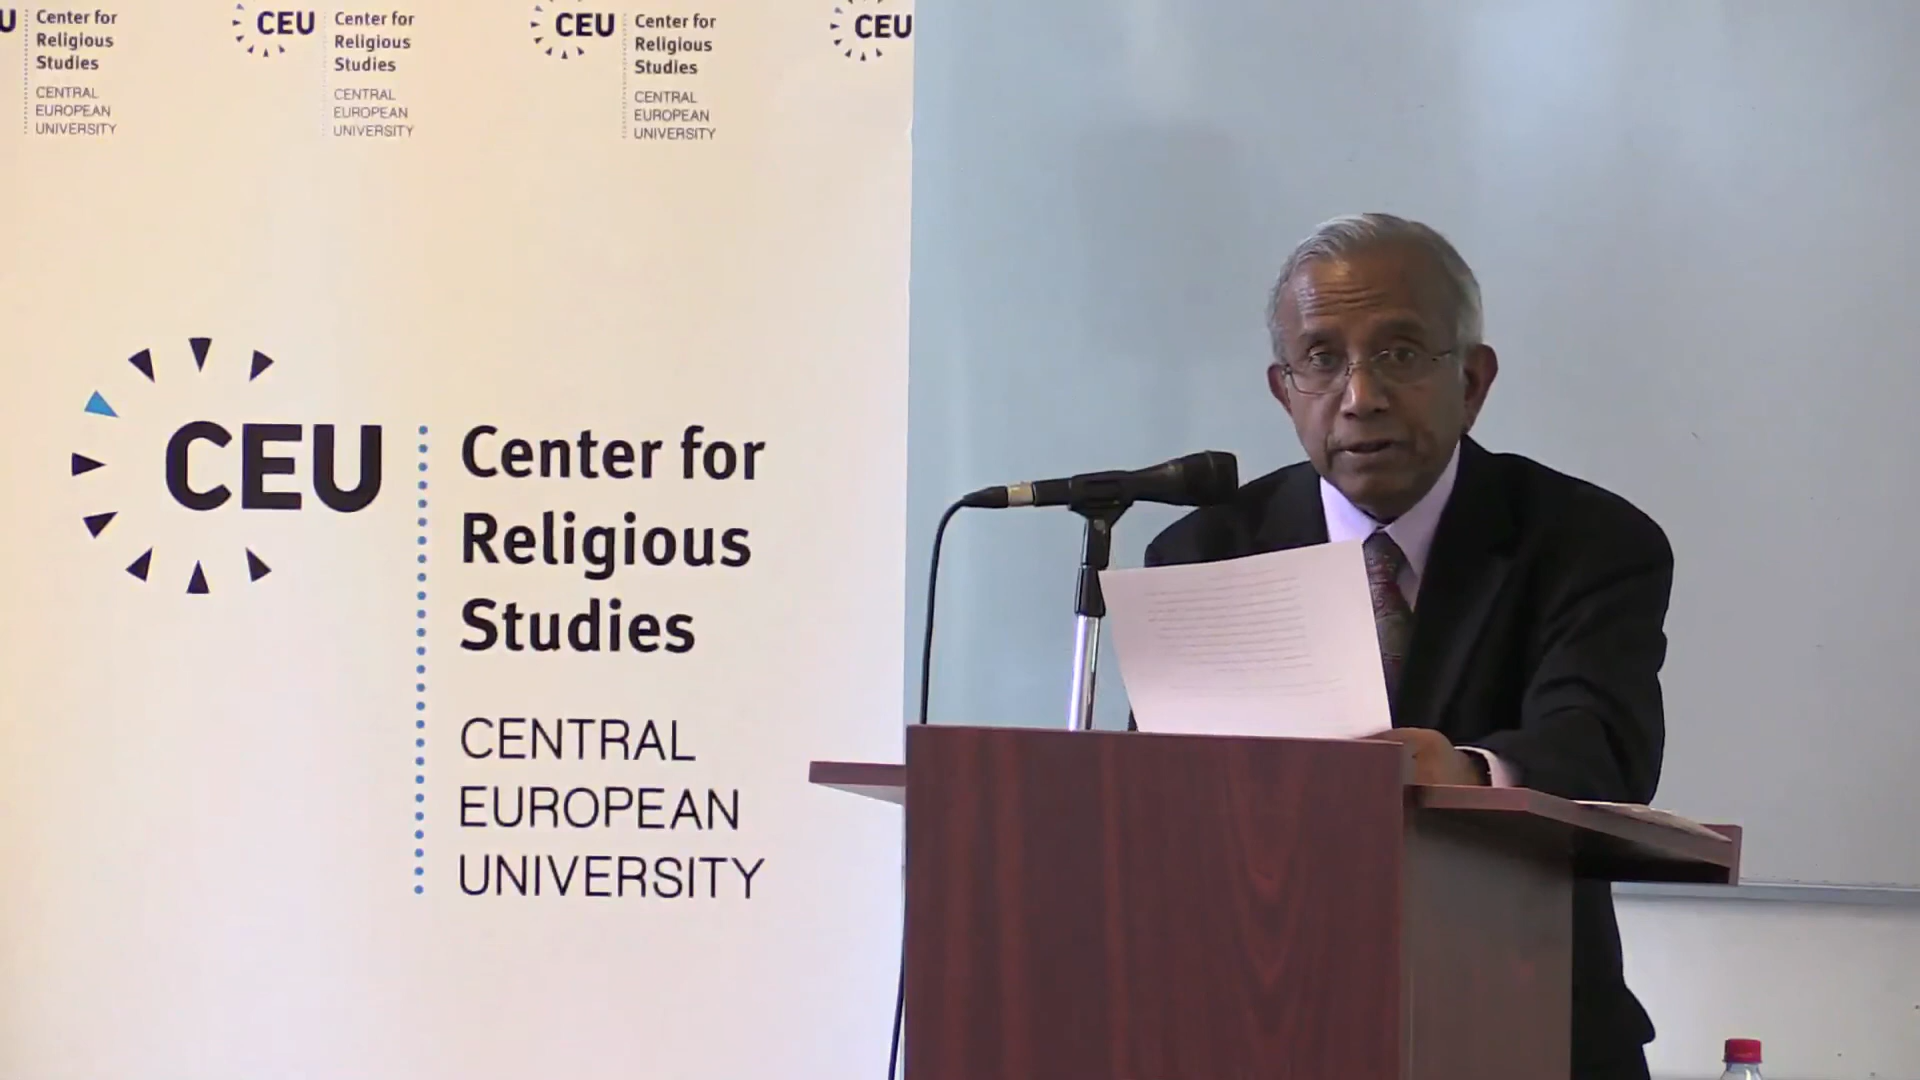 U
Center for
Religious
Studies
CENTRAL
EUROPEAN
UNIVERSITY
CEU
Center for
Religious
Studies
CENTRAL
EUROPEAN
UNIVERSITY
CEU
Center for
Religious
Studies
CENTRAL
EUROPEAN
UNIVERSITY
CEU
CEU
Center for
Religious
Studies
CENTRAL
EUROPEAN
UNIVERSITY